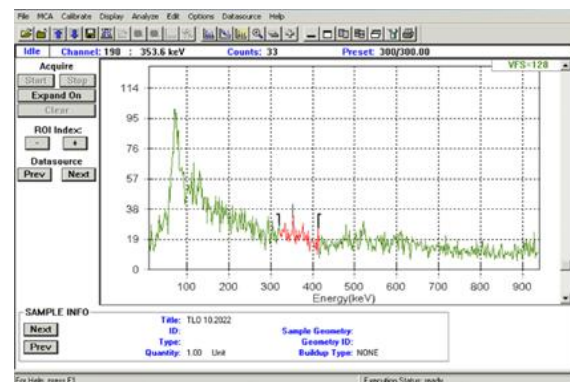 File MCA Calibrate Display Analyze Edit Options Datasource Help
Idle Channel: 190 : 353.6 keV Counts: 33 Preset: 300/300.00
Acquire
Start Stop
Expand On
Clear
ROI Index:
- +
Datasource
Prev Next
VFS=128
114
95
76
57
38
19
0
100 200 300 400 500 600 700 800 900
Energy(keV)
SAMPLE INFO
Next
Prev
Title: TLO 10.2022
ID: Sample Geometry:
Type: Geometry ID:
Quantity: 1.00 Unit Buildup Type: NONE
For Help, press F1 Execution Status: ready